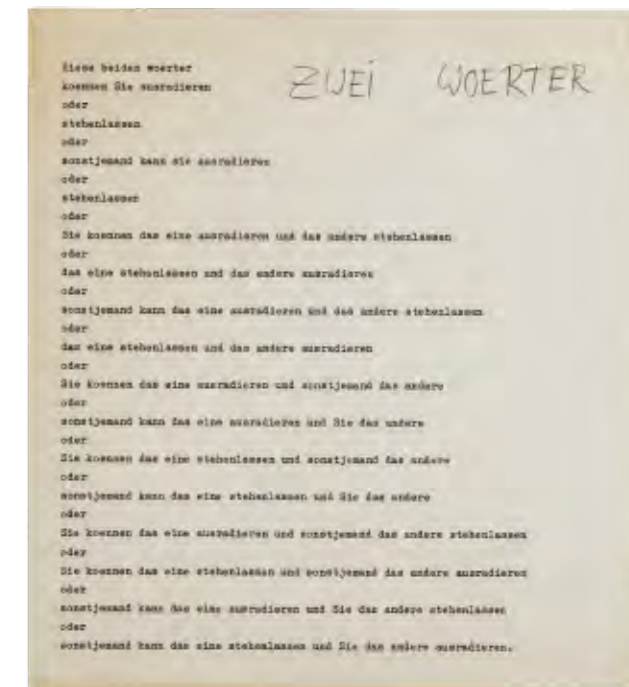 diese beiden woerter
ZWEI WOERTER
koennen Sie ausradieren
oder
stehenlassen
oder
sonstjemand kann sie ausradieren
oder
stehenlassen
oder
Sie koennen das eine ausradieren und das andere stehenlassen
oder
das eine stehenlassen und das andere ausradieren
oder
sonstjemand kann das eine ausradieren und das andere stehenlassen
oder
das eine stehenlassen und das andere ausradieren
oder
Sie koennen das eine ausradieren und sonstjemand das andere
oder
sonstjemand kann das eine ausradieren und Sie das andere
oder
Sie koennen das eine stehenlassen und sonstjemand das andere
oder
sonstjemand kann das eine stehenlassen und Sie das andere
oder
Sie koennen das eine ausradieren und sonstjemand das andere stehenlassen
oder
Sie koennen das eine stehenlassen und sonstjemand das andere ausradieren
oder
sonstjemand kann das eine ausradieren und Sie das andere stehenlassen
oder
sonstjemand kann das eine stehenlassen und Sie das andere ausradieren.